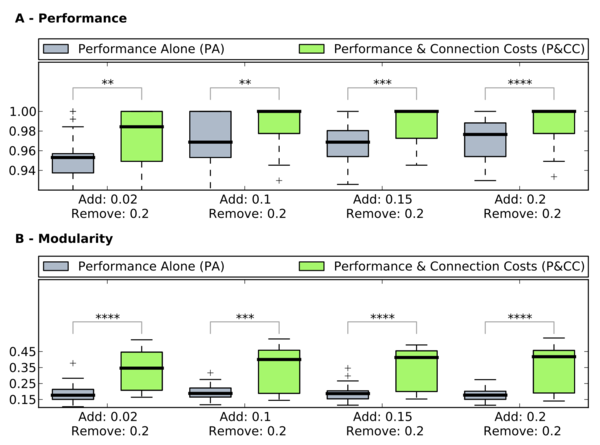 A - Performance
Performance Alone (PA) Performance & Connection Costs (P&CC)
** ** *** ****
1.00
0.98
0.96
0.94
Add: 0.02 Add: 0.1 Add: 0.15 Add: 0.2
Remove: 0.2 Remove: 0.2 Remove: 0.2 Remove: 0.2
B - Modularity
Performance Alone (PA) Performance & Connection Costs (P&CC)
**** *** **** ****
0.45
0.35
0.25
0.15
Add: 0.02 Add: 0.1 Add: 0.15 Add: 0.2
Remove: 0.2 Remove: 0.2 Remove: 0.2 Remove: 0.2